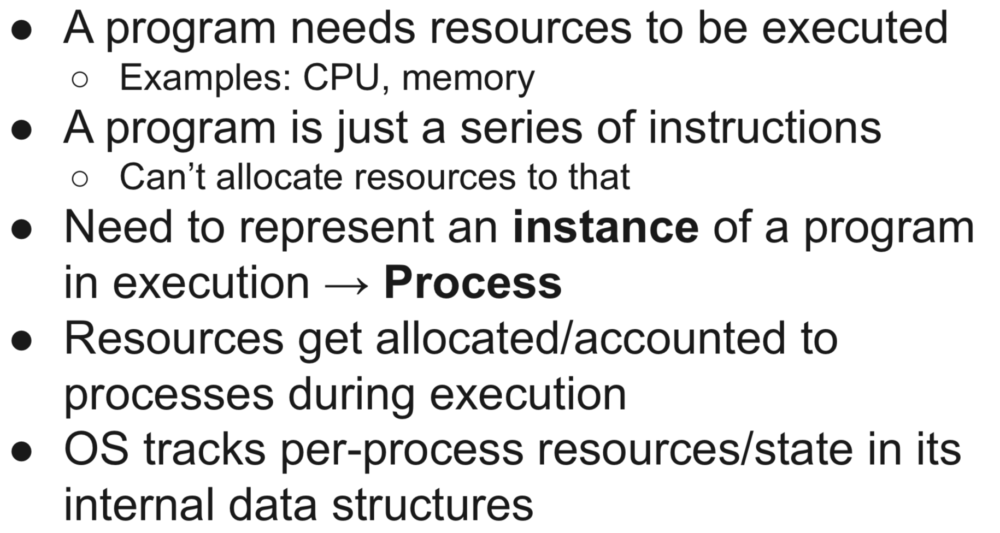 ● A program needs resources to be executed
○ Examples: CPU, memory
● A program is just a series of instructions
○ Can’t allocate resources to that
● Need to represent an instance of a program
in execution → Process
● Resources get allocated/accounted to
processes during execution
● OS tracks per-process resources/state in its
internal data structures